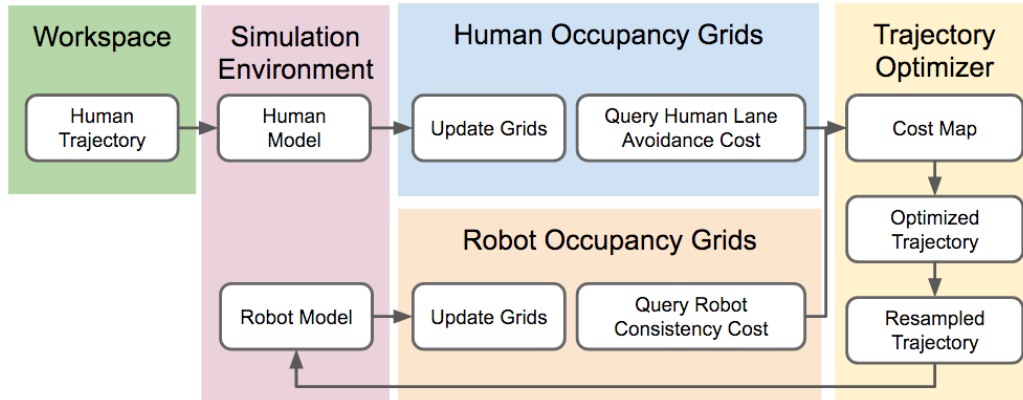 Workspace
Simulation
Environment
Human Occupancy Grids
Trajectory
Optimizer
Human
Trajectory
Human
Model
Update Grids
Query Human Lane
Avoidance Cost
Cost Map
Optimized
Trajectory
Robot Occupancy Grids
Robot Model
Update Grids
Query Robot
Consistency Cost
Resampled
Trajectory